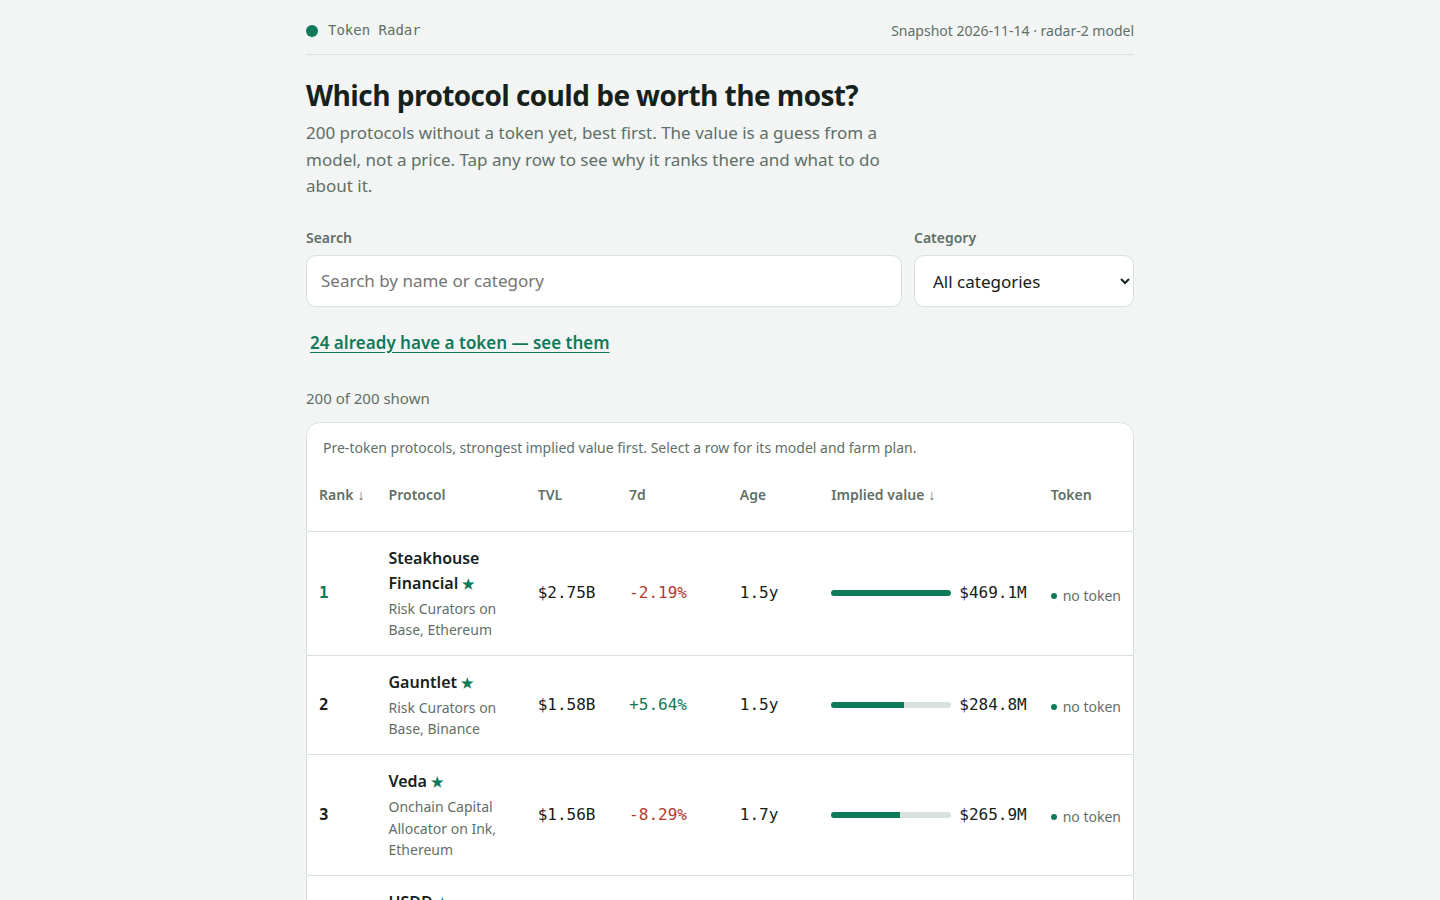 Token Radar
Snapshot 2026-11-14 · radar-2 model
Which protocol could be worth the most?
200 protocols without a token yet, best first. The value is a guess from a
model, not a price. Tap any row to see why it ranks there and what to do
about it.
Search
Category
Search by name or category
All categories
24 already have a token — see them
200 of 200 shown
Pre-token protocols, strongest implied value first. Select a row for its model and farm plan.
Rank ↓ Protocol TVL 7d Age Implied value ↓ Token
Steakhouse
Financial ★
Risk Curators on
Base, Ethereum
1 $2.75B -2.19% 1.5y $469.1M no token
Gauntlet ★
Risk Curators on
Base, Binance
2 $1.58B +5.64% 1.5y $284.8M no token
Veda ★
Onchain Capital
Allocator on Ink,
Ethereum
3 $1.56B -8.29% 1.7y $265.9M no token
USDD ★